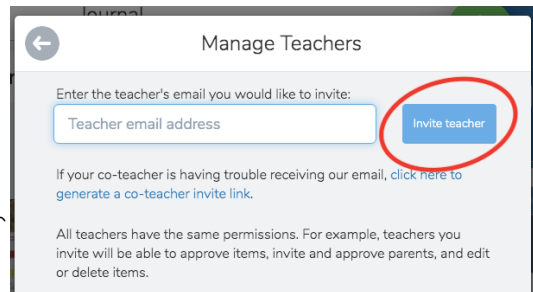 Journal
Manage Teachers
Enter the teacher's email you would like to invite:
Teacher email address
Invite teacher
If your co-teacher is having trouble receiving our email, click here to
generate a co-teacher invite link.
All teachers have the same permissions. For example, teachers you
invite will be able to approve items, invite and approve parents, and edit
or delete items.